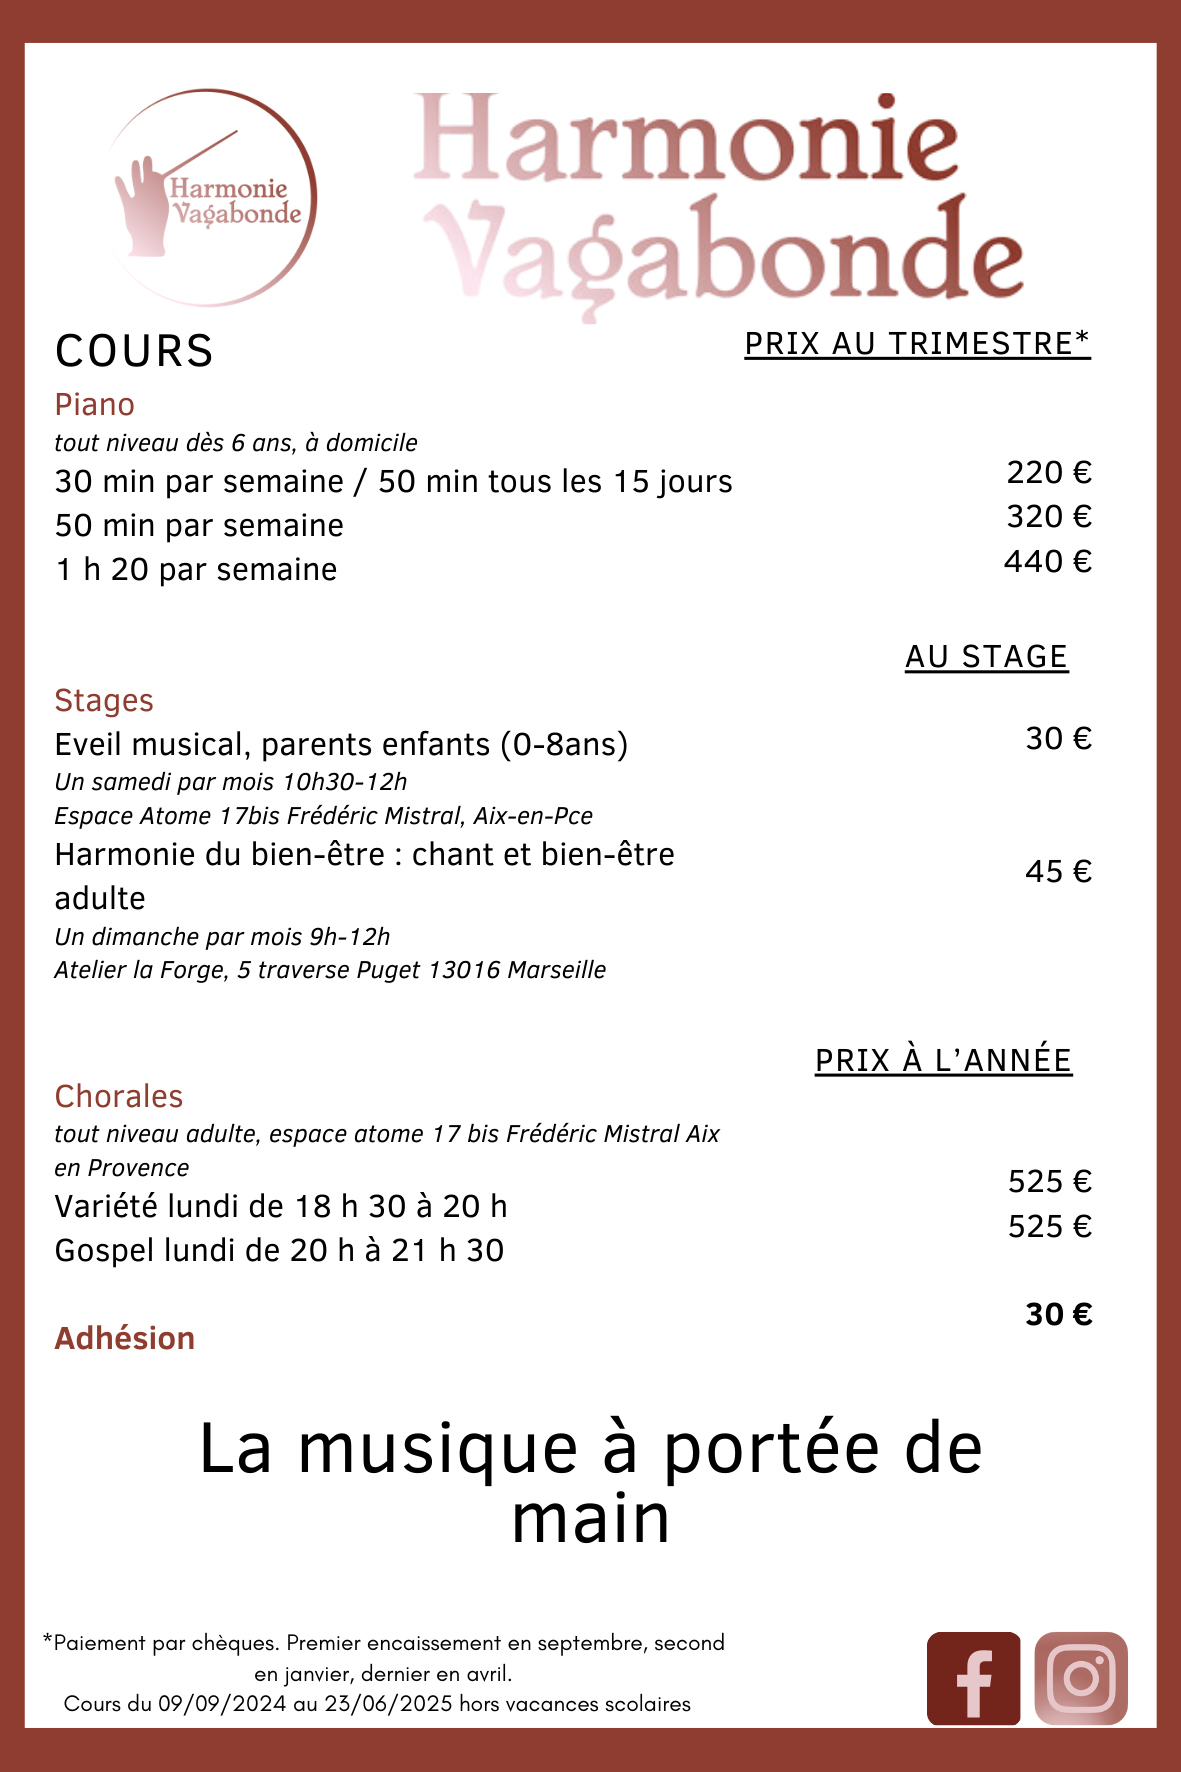 Harmonie
Vagabonde
Harmonie
Vagabonde
COURS
PRIX AU TRIMESTRE*
Piano
tout niveau dès 6 ans, à domicile
30 min par semaine / 50 min tous les 15 jours 220 €
50 min par semaine 320 €
1 h 20 par semaine 440 €
AU STAGE
Stages
Eveil musical, parents enfants (0-8ans) 30 €
Un samedi par mois 10h30-12h
Espace Atome 17bis Frédéric Mistral, Aix-en-Pce
Harmonie du bien-être : chant et bien-être
adulte 45 €
Un dimanche par mois 9h-12h
Atelier la Forge, 5 traverse Puget 13016 Marseille
PRIX À L’ANNÉE
Chorales
tout niveau adulte, espace atome 17 bis Frédéric Mistral Aix
en Provence
Variété lundi de 18 h 30 à 20 h 525 €
Gospel lundi de 20 h à 21 h 30 525 €
Adhésion 30 €
La musique à portée de
main
*Paiement par chèques. Premier encaissement en septembre, second
en janvier, dernier en avril.
Cours du 09/09/2024 au 23/06/2025 hors vacances scolaires